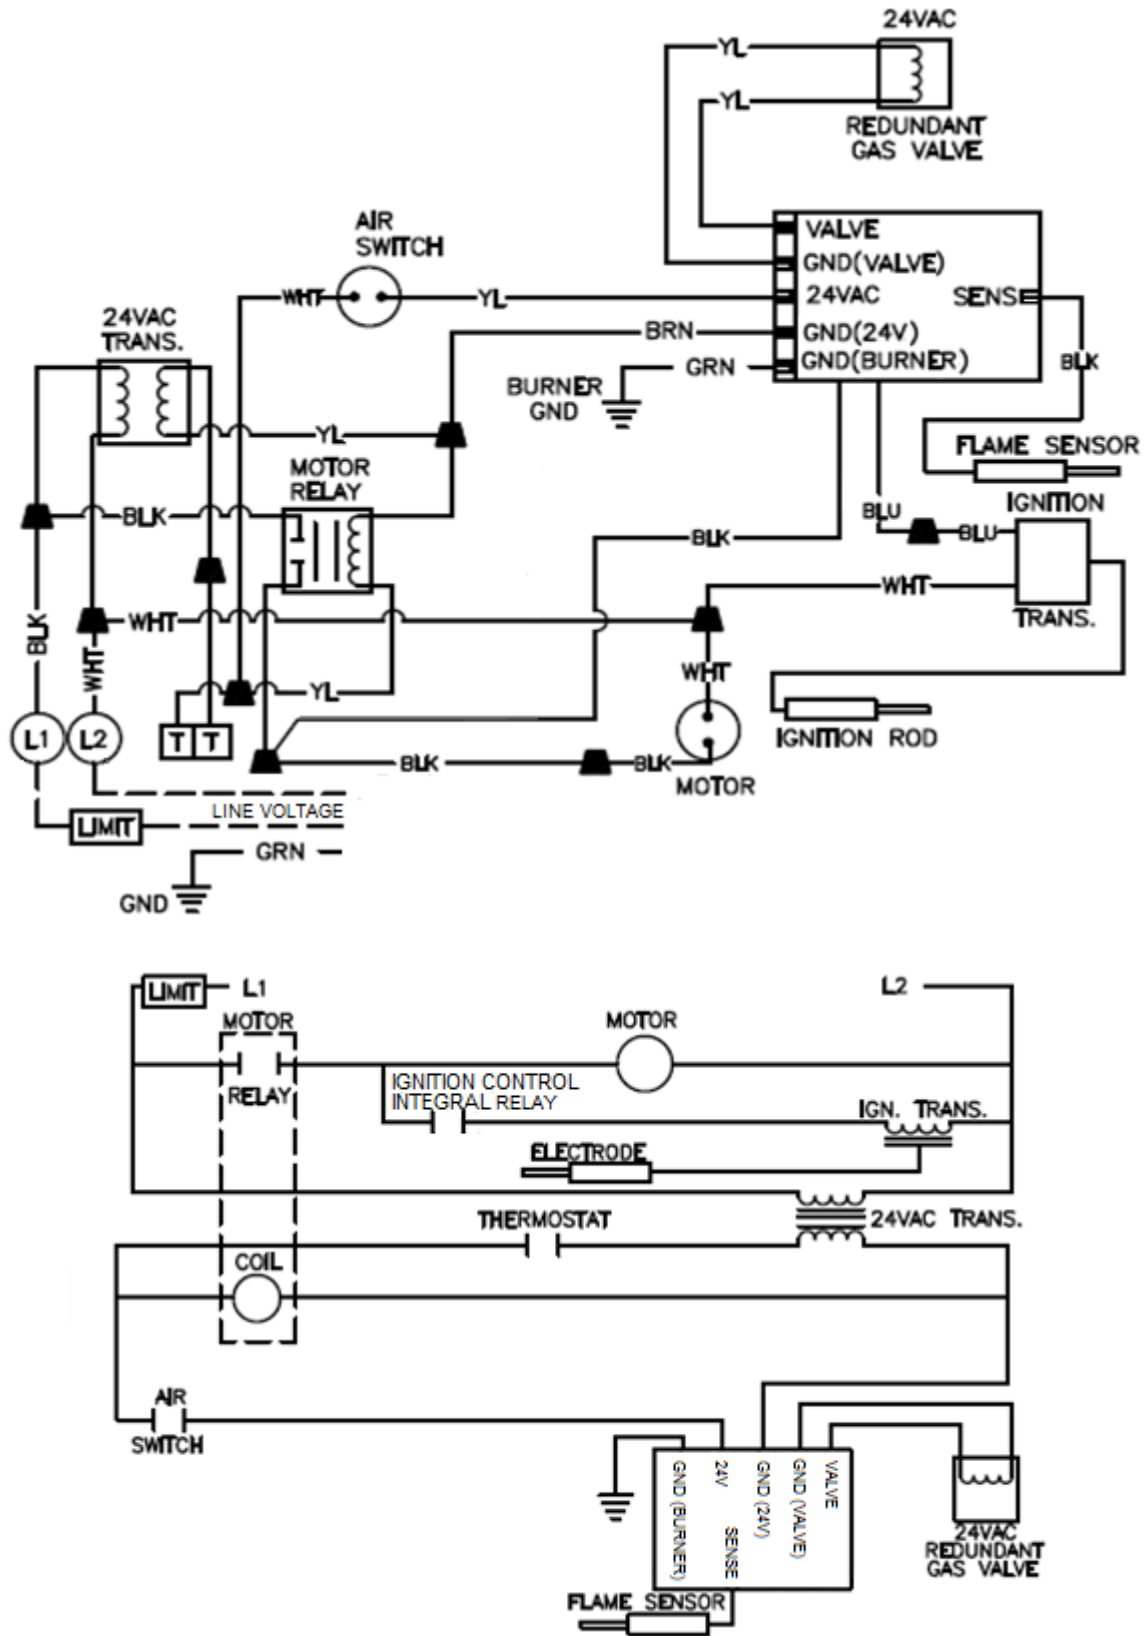 24VAC
YL
YL
REDUNDANT
GAS VALVE
AIR
SWITCH
VALVE
GND(VALVE)
WHT
YL
24VAC
SENS
24VAC
TRANS.
BRN
GND(24V)
GND(BURNER)
GRN
BLK
BURNER
GND
YL
FLAME SENSOR
MOTOR
RELAY
IGNITION
BLK
BLU
BLU
BLK
WHT
BLK
WHT
TRANS.
WHT
WHT
YL
L1
L2
T
T
IGNITION ROD
BLK
BLK
MOTOR
LINE VOLTAGE
LIMIT
GRN
GND
LIMIT
L1
L2
MOTOR
MOTOR
RELAY
IGNITION CONTROL
INTEGRAL RELAY
IGN. TRANS.
ELECTRODE
THERMOSTAT
24VAC TRANS.
COIL
AIR
SWITCH
GND (BURNER)
24V
SENSE
GND (24V)
GND (VALVE)
VALVE
24VAC
REDUNDANT
GAS VALVE
FLAME SENSOR